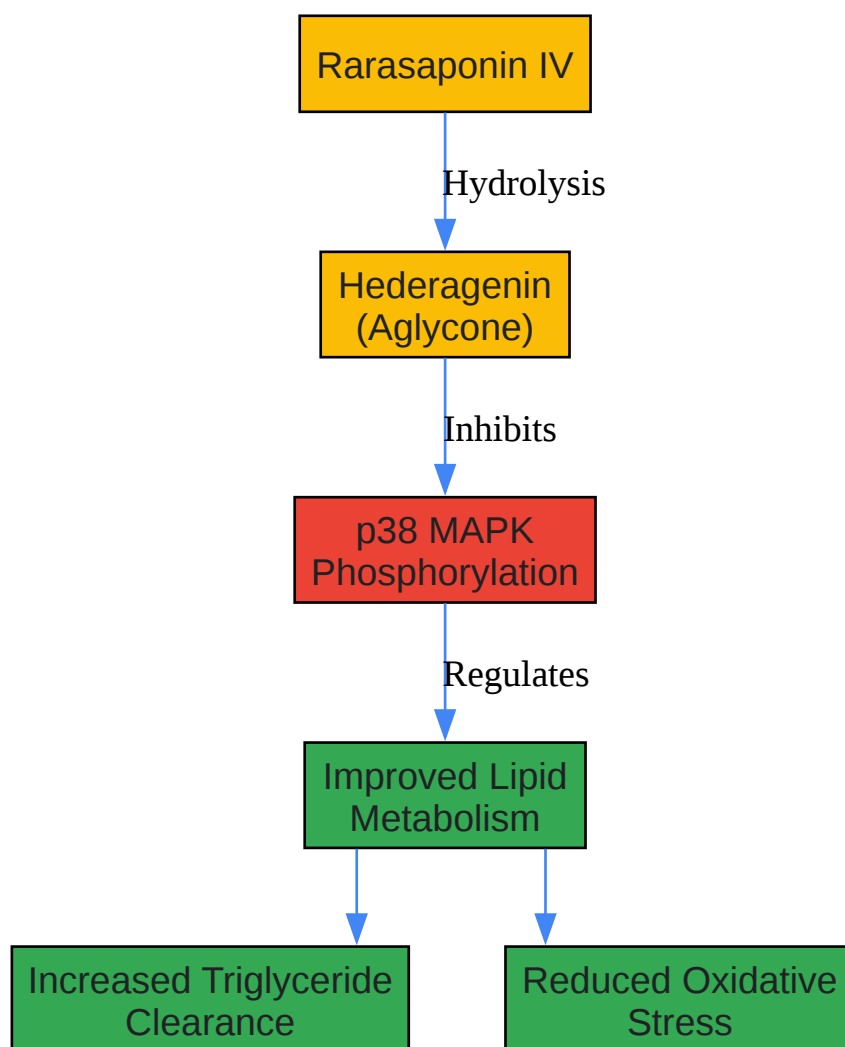 Rarasaponin IV
Hydrolysis
Hederagenin
(Aglycone)
Inhibits
p38 MAPK
Phosphorylation
Regulates
Improved Lipid
Metabolism
Increased Triglyceride
Clearance
Reduced Oxidative
Stress